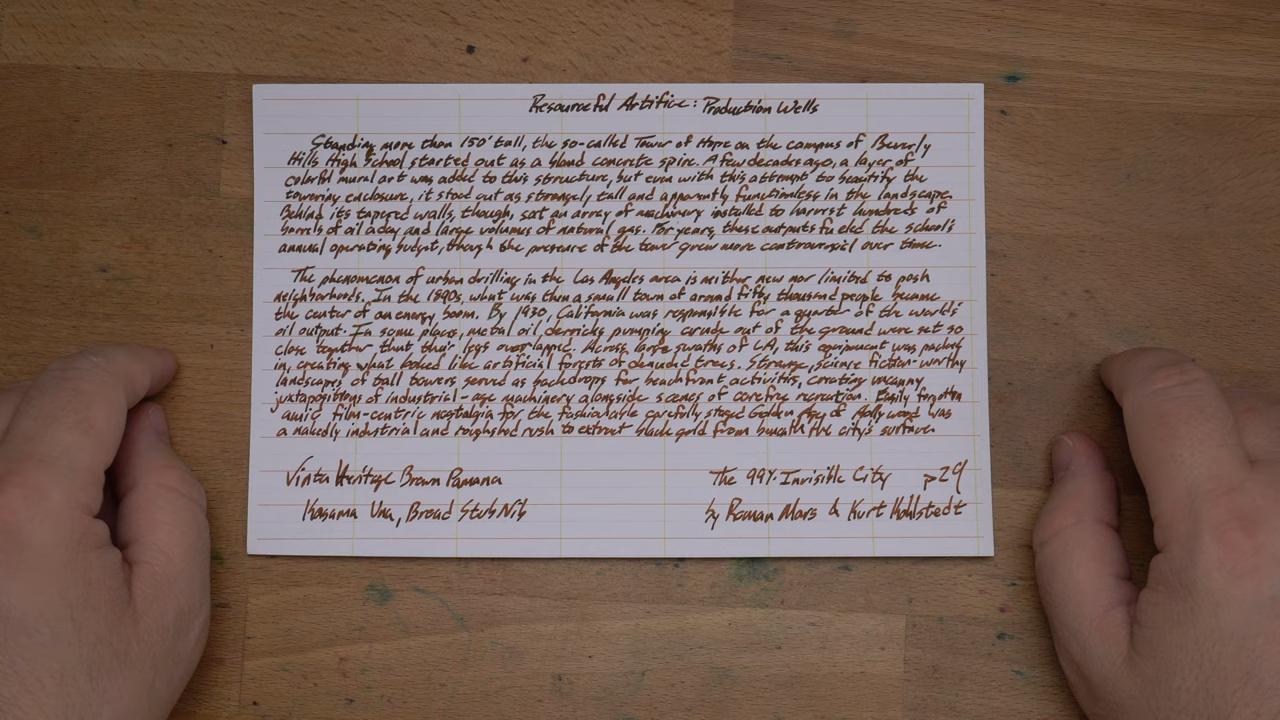 Resourceful Artifice: Production Wells
Standing more than 150' tall, the so-called Tower of Hope on the campus of Beverly
Hills High School started out as a bland concrete spire. A few decades ago, a layer of
colorful mural art was added to this structure, but even with this attempt to beautify the
towering enclosure, it stood out as strangely tall and apparently functionless in the landscape.
Behind its tapered walls, though, sat an array of machinery installed to harvest hundreds of
barrels of oil a day and large volumes of natural gas. For years, these outputs fueled the school's
annual operating budget, though the presence of the tower grew more controversial over time.
The phenomenon of urban drilling in the Los Angeles area is neither new nor limited to posh
neighborhoods. In the 1890s, what was then a small town of around fifty thousand people became
the center of an energy boom. By 1930, California was responsible for a quarter of the world's
oil output. In some places, metal oil derricks pumping crude out of the ground were set so
close together that their legs overlapped. Across large swaths of LA, this equipment was packed
in, creating what looked like artificial forests of denuded trees. Strange, science fiction-worthy
landscapes of tall towers served as backdrops for beachfront activities, creating uncanny
juxtapositions of industrial-age machinery alongside scenes of carefree recreation. Easily forgotten
amid film-centric nostalgia for the fashionable carefully staged Golden Age of Hollywood was
a nakedly industrial and roughshod rush to extract black gold from beneath the city's surface.
Vinta Heritage Brown Pamana
The 99% Invisible City p29
Kasama Una, Broad Stub Nib
by Roman Mars & Kurt Kohlstedt